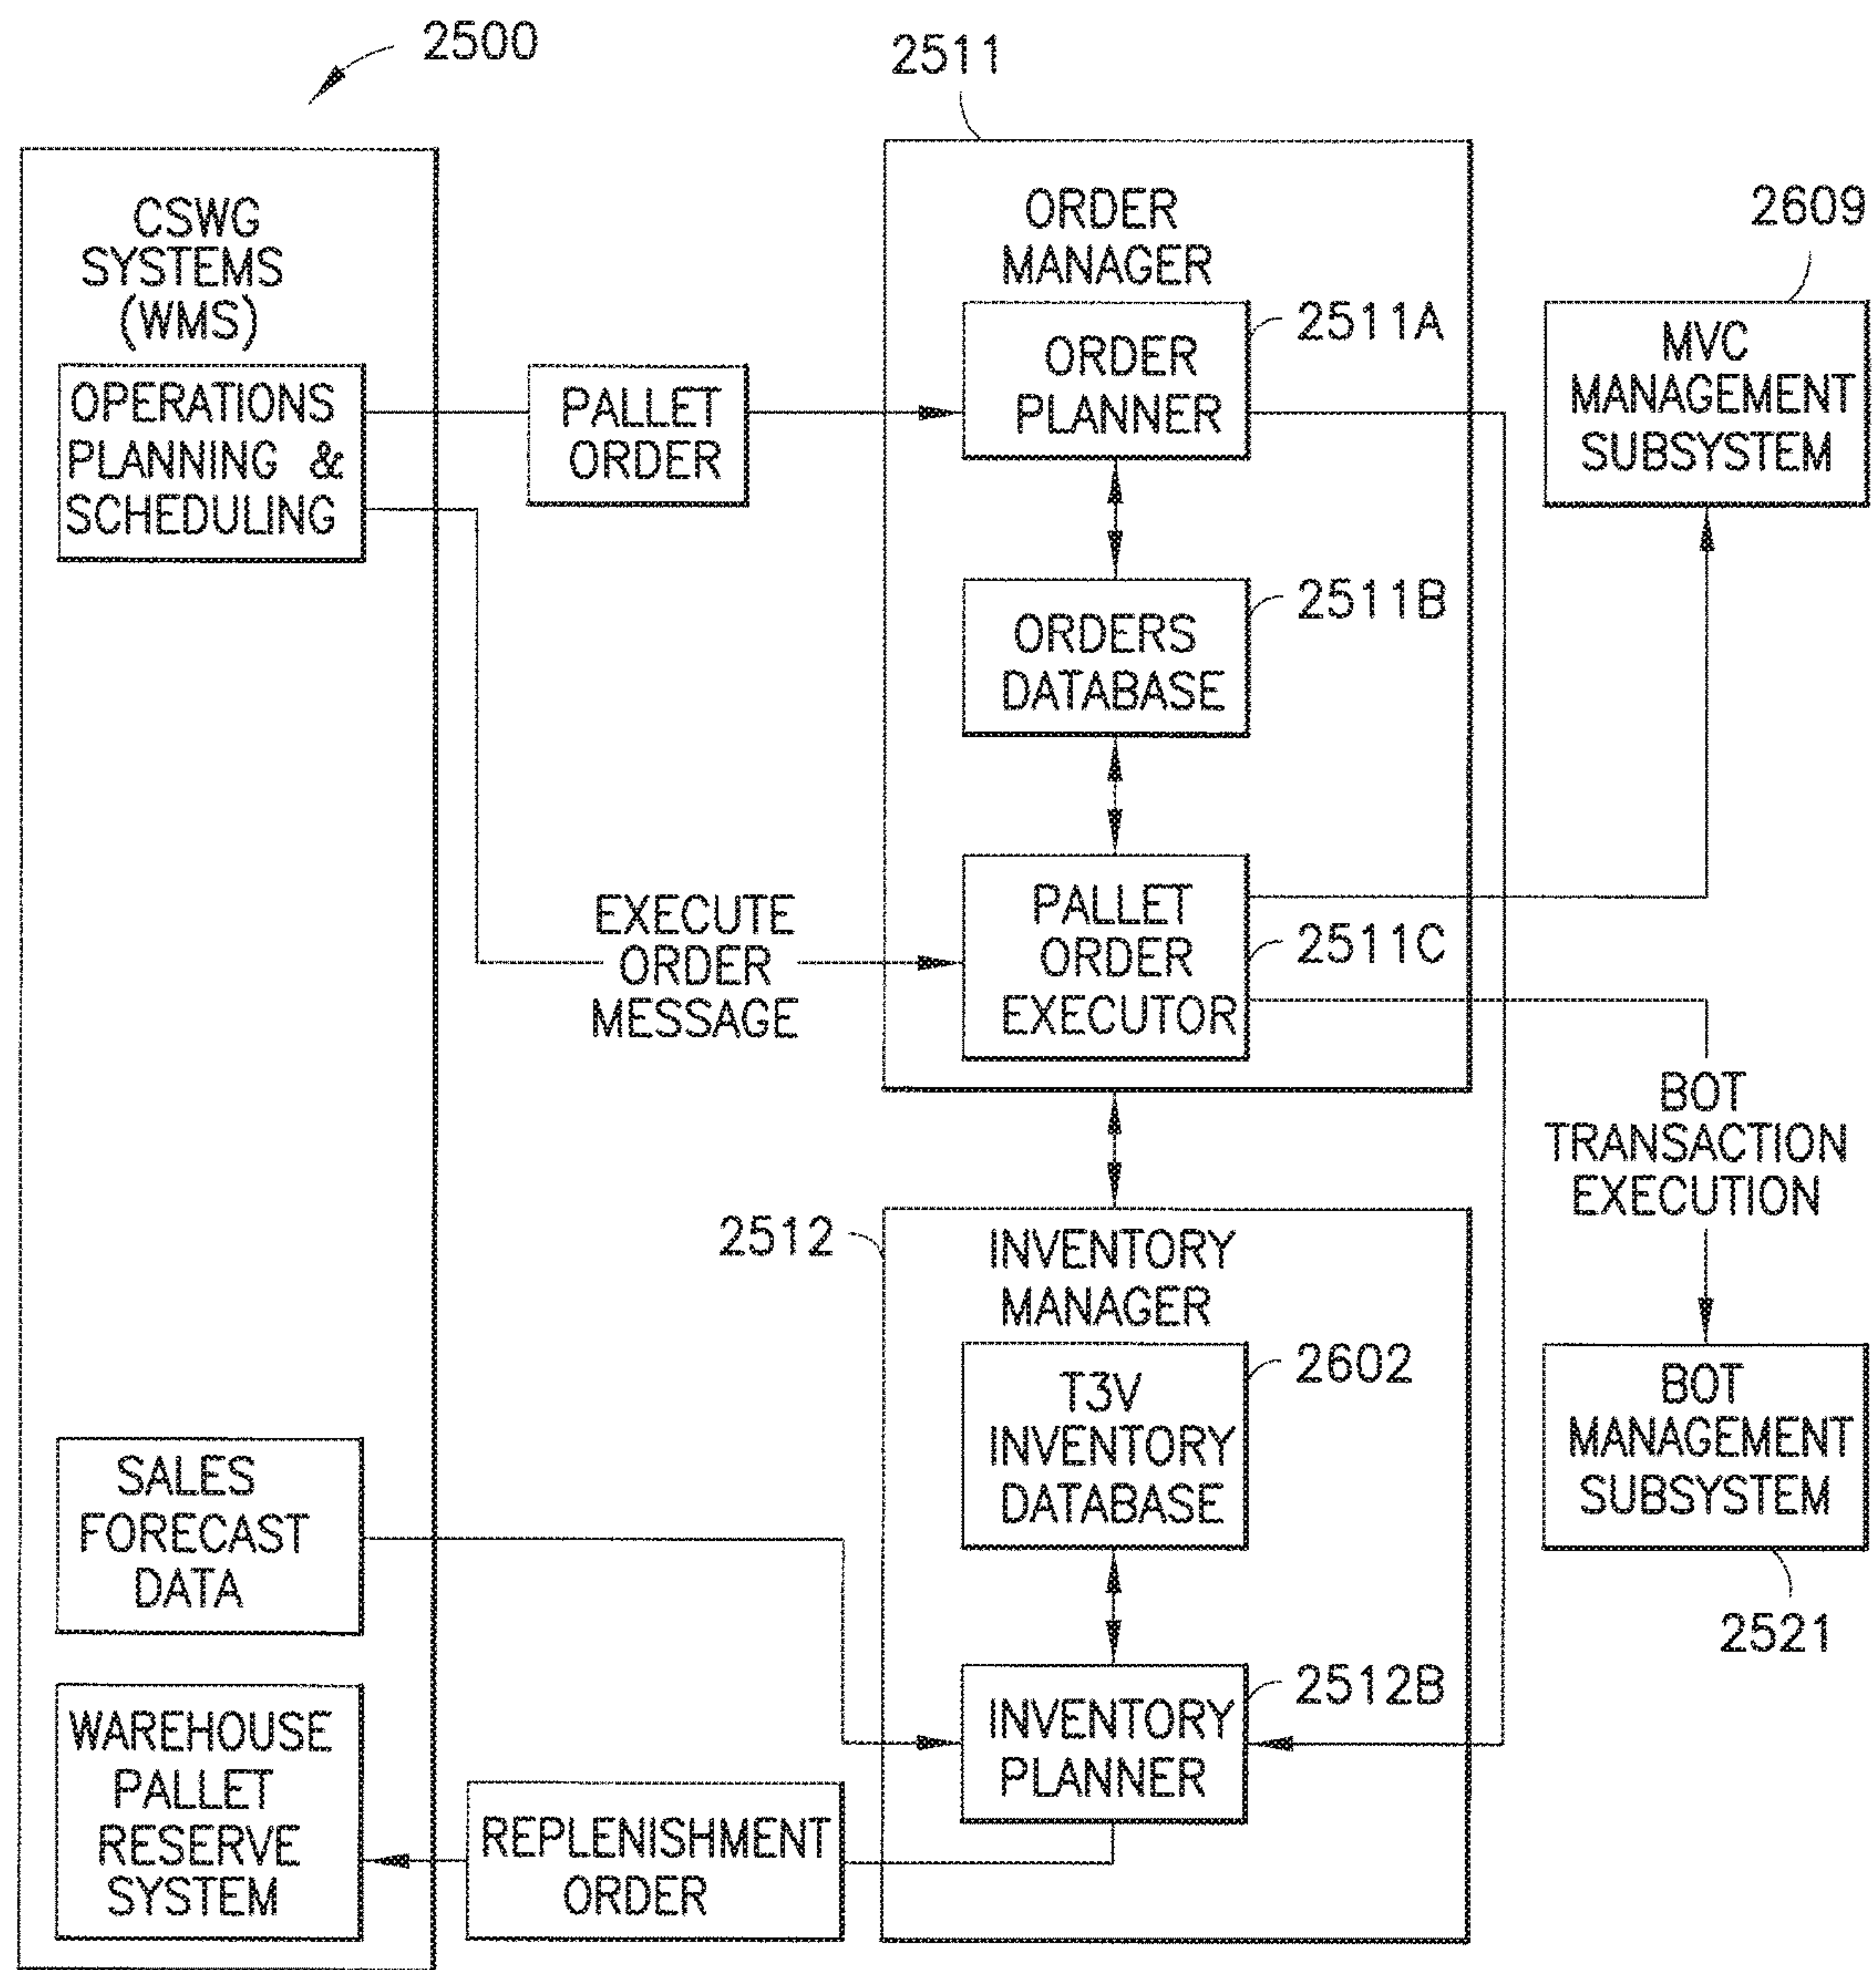 2500
2511
CSWG
SYSTEMS
(WMS)
OPERATIONS
PLANNING &
SCHEDULING
PALLET
ORDER
ORDER
MANAGER
ORDER
PLANNER
2511A
2609
MVC
MANAGEMENT
SUBSYSTEM
ORDERS
DATABASE
2511B
EXECUTE
ORDER
MESSAGE
PALLET
ORDER
EXECUTOR
2511C
BOT
TRANSACTION
EXECUTION
2512
INVENTORY
MANAGER
T3V
INVENTORY
DATABASE
2602
BOT
MANAGEMENT
SUBSYSTEM
2521
SALES
FORECAST
DATA
INVENTORY
PLANNER
2512B
WAREHOUSE
PALLET
RESERVE
SYSTEM
REPLENISHMENT
ORDER